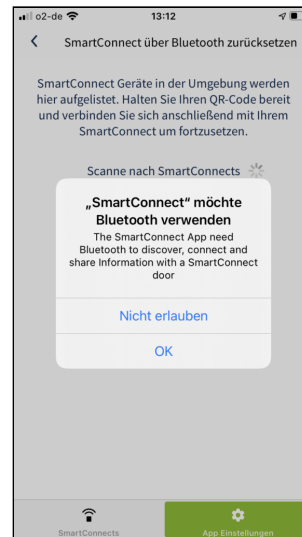 o2-de
13:12
SmartConnect über Bluetooth zurücksetzen
SmartConnect Geräte in der Umgebung werden
hier aufgelistet. Halten Sie Ihren QR-Code bereit
und verbinden Sie sich anschließend mit Ihrem
SmartConnect um fortzusetzen.
Scanne nach SmartConnects
„SmartConnect" möchte
Bluetooth verwenden
The SmartConnect App need
Bluetooth to discover, connect and
share Information with a SmartConnect
door
Nicht erlauben
OK
SmartConnects
App Einstellungen